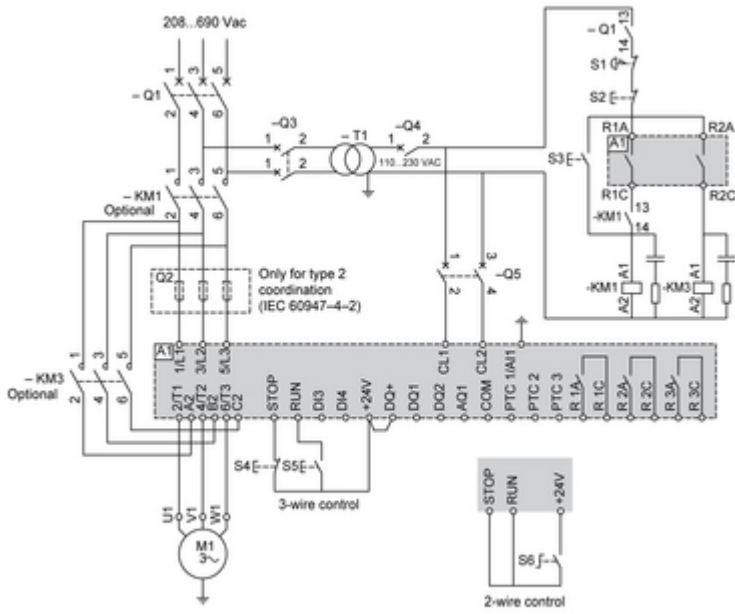 208...690 Vac
1 3 5
– Q1
2 4 6
– KM1
Optional
1 3 5
2 4 6
–Q3
1 2
1 2
– T1
–Q4
1 2
110...230 VAC
13
– Q1
14
S1
S2
R1A R2A
A1
S3
R1C R2C
-KM1
13
14
-KM1
A1
A2
-KM3
A1
A2
Q2
Only for type 2
coordination
(IEC 60947–4–2)
1 3
-Q5
2 4
– KM3
Optional
1 3 5
2 4 6
A1
1/L1 3/L2 5/L3
CL1 CL2
2/T1 A2 4/T2 B2 6/T3 C2
STOP RUN DI3 DI4 +24V DQ+ DQ1 DQ2 AQ1 COM PTC 1/AI1 PTC 2 PTC 3 R 1A R 1C R 2A R 2C R 3A R 3C
S4 S5
3-wire control
U1 V1 W1
M1
3
STOP RUN +24V
S6
2-wire control